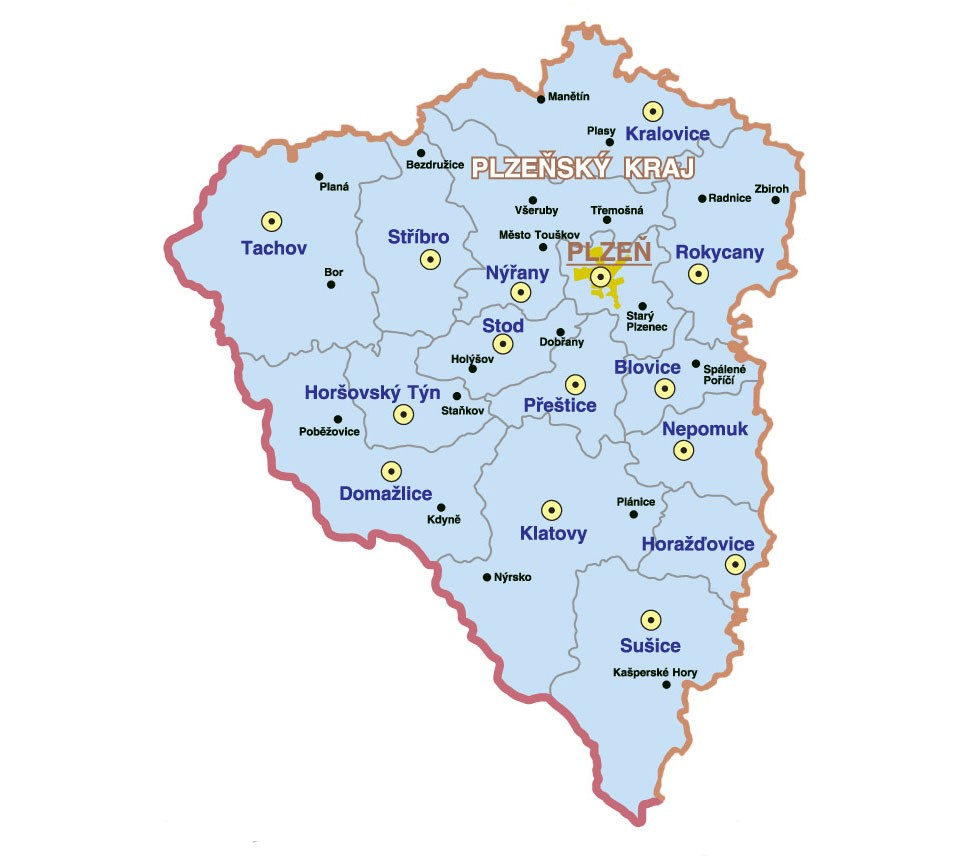 Manětín
Plasy
Kralovice
Bezdružice
PLZEŇSKÝ KRAJ
Planá
Zbiroh
Radnice
Všeruby
Třemošná
Tachov
Stříbro
Město Touškov
PLZEŇ
Rokycany
Bor
Nýřany
Starý
Plzenec
Stod
Dobřany
Holýšov
Blovice
Spálené
Poříčí
Horšovský Týn
Staňkov
Přeštice
Poběžovice
Nepomuk
Domažlice
Kdyně
Plánice
Klatovy
Horažďovice
Nýrsko
Sušice
Kašperské Hory